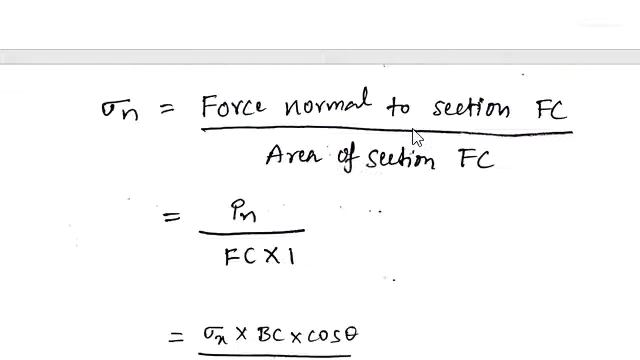 σn = Force normal to section FC
Area of section FC
= Pn
FC × 1
= σx × BC × cosθ